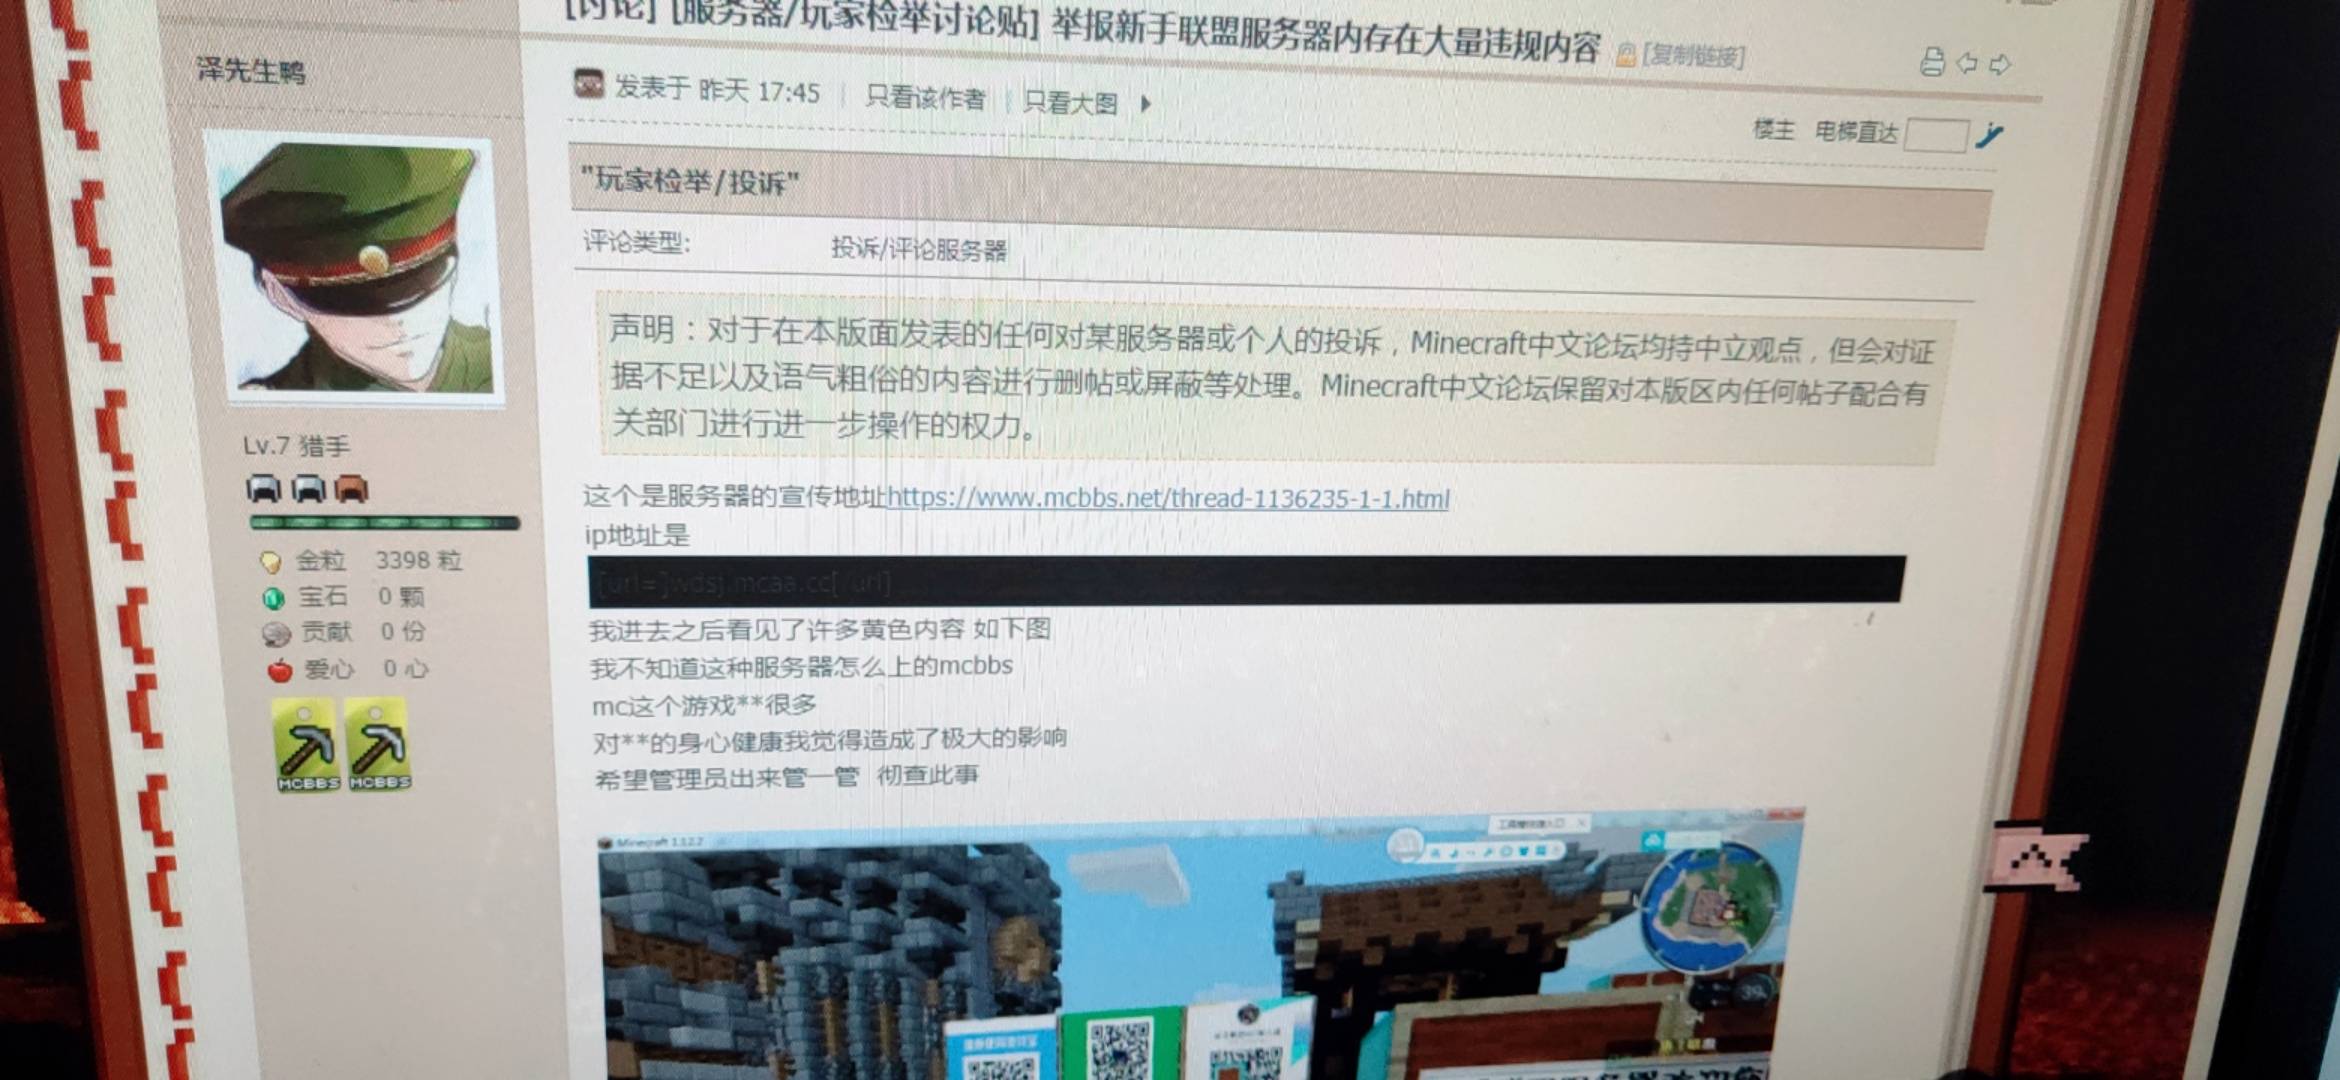 [讨论] [服务器/玩家检举讨论贴] 举报新手联盟服务器内存在大量违规内容 [复制链接]
泽先生鸭
发表于 昨天 17:45 只看该作者 只看大图
楼主 电梯直达
"玩家检举/投诉"
评论类型: 投诉/评论服务器
声明：对于在本版面发表的任何对某服务器或个人的投诉，Minecraft中文论坛均持中立观点，但会对证
据不足以及语气粗俗的内容进行删帖或屏蔽等处理。Minecraft中文论坛保留对本版区内任何帖子配合有
关部门进行进一步操作的权力。
Lv.7 猎手
金粒 3398 粒
宝石 0 颗
贡献 0 份
爱心 0 心
MCBBS MCBBS
这个是服务器的宣传地址https://www.mcbbs.net/thread-1136235-1-1.html
ip地址是
[url=]wdsj.mcaa.cc[/url]
我进去之后看见了许多黄色内容 如下图
我不知道这种服务器怎么上的mcbbs
mc这个游戏**很多
对**的身心健康我觉得造成了极大的影响
希望管理员出来管一管 彻查此事
Minecraft 1.12.2